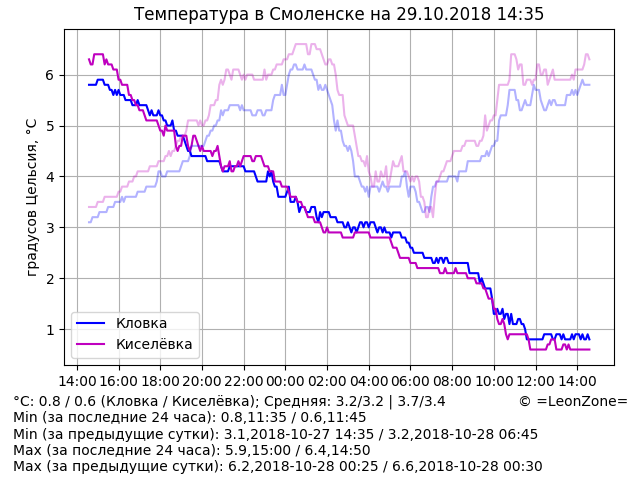 Температура в Смоленске на 29.10.2018 14:35
градусов Цельсия, °C
6
5
4
3
2
1
Кловка
Киселёвка
14:00 16:00 18:00 20:00 22:00 00:00 02:00 04:00 06:00 08:00 10:00 12:00 14:00
°C: 0.8 / 0.6 (Кловка / Киселёвка); Средняя: 3.2/3.2 | 3.7/3.4 © =LeonZone=
Min (за последние 24 часа): 0.8,11:35 / 0.6,11:45
Min (за предыдущие сутки): 3.1,2018-10-27 14:35 / 3.2,2018-10-28 06:45
Max (за последние 24 часа): 5.9,15:00 / 6.4,14:50
Max (за предыдущие сутки): 6.2,2018-10-28 00:25 / 6.6,2018-10-28 00:30